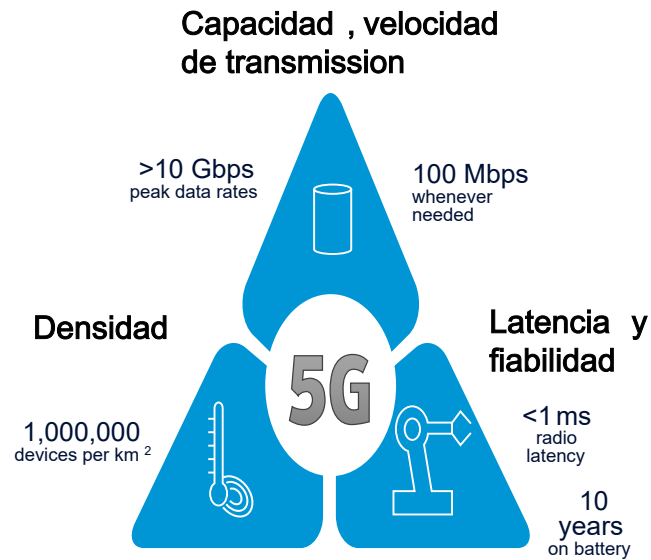 Capacidad , velocidad
de transmission
>10 Gbps
peak data rates
100 Mbps
whenever
needed
Densidad
Latencia y
fiabilidad
5G
1,000,000
devices per km ²
<1 ms
radio
latency
10
years
on battery